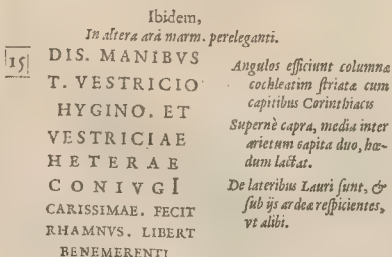 Ibidem,
In altera ara marm. pereleganti.
15
DIS. MANIBVS
T. VESTRICIO
HYGINO. ET
VESTRICIAE
HETERAE
CONIVGI
CARISSIMAE. FECIT
RHAMNVS. LIBERT
BENEMERENTI
Angulos efficiunt columnæ
cochleatim ſtriatæ cum
capitibus Corinthiacis
Supernè capra, media inter
arietum capita duo, hœ-
dum lactat.
De lateribus Lauri ſunt, &
ſub ijs ardeæ reſpicientes,
vt alibi.